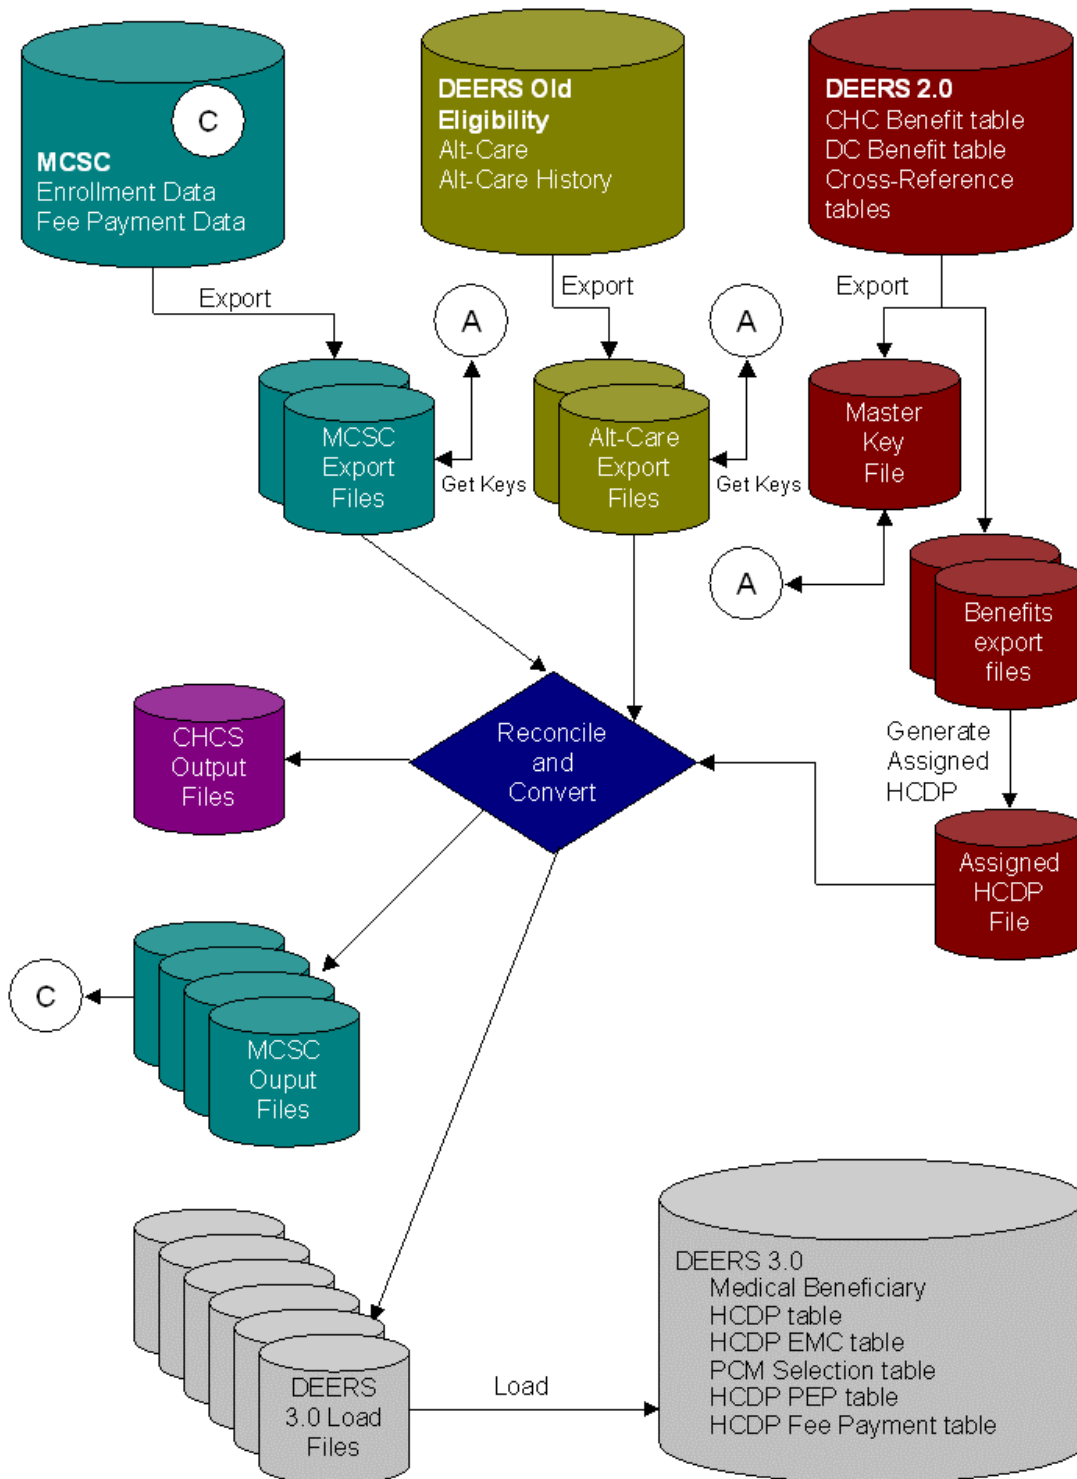 C
MCSC
Enrollment Data
Fee Payment Data
DEERS Old
Eligibility
Alt-Care
Alt-Care History
DEERS 2.0
CHC Benefit table
DC Benefit table
Cross-Reference
tables
Export
Export
Export
A
A
MCSC
Export
Files
Get Keys
Alt-Care
Export
Files
Get Keys
Master
Key
File
A
Benefits
export
files
Generate
Assigned
HCDP
Reconcile
and
Convert
CHCS
Output
Files
Assigned
HCDP
File
C
MCSC
Ouput
Files
DEERS
3.0 Load
Files
Load
DEERS 3.0
Medical Beneficiary
HCDP table
HCDP EMC table
PCM Selection table
HCDP PEP table
HCDP Fee Payment table